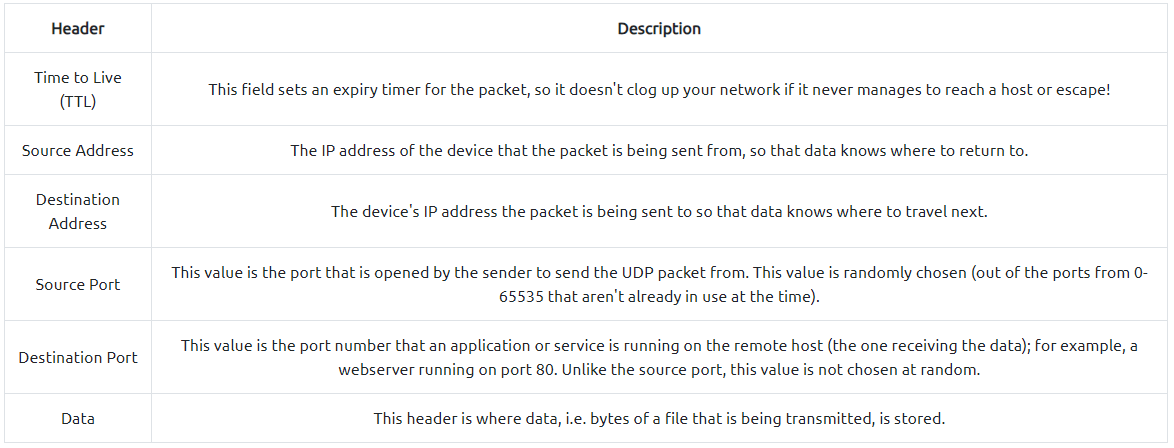 Header Description
Time to Live
(TTL)
This field sets an expiry timer for the packet, so it doesn't clog up your network if it never manages to reach a host or escape!
Source Address
The IP address of the device that the packet is being sent from, so that data knows where to return to.
Destination
Address
The device's IP address the packet is being sent to so that data knows where to travel next.
Source Port
This value is the port that is opened by the sender to send the UDP packet from. This value is randomly chosen (out of the ports from 0-
65535 that aren't already in use at the time).
Destination Port
This value is the port number that an application or service is running on the remote host (the one receiving the data); for example, a
webserver running on port 80. Unlike the source port, this value is not chosen at random.
Data
This header is where data, i.e. bytes of a file that is being transmitted, is stored.